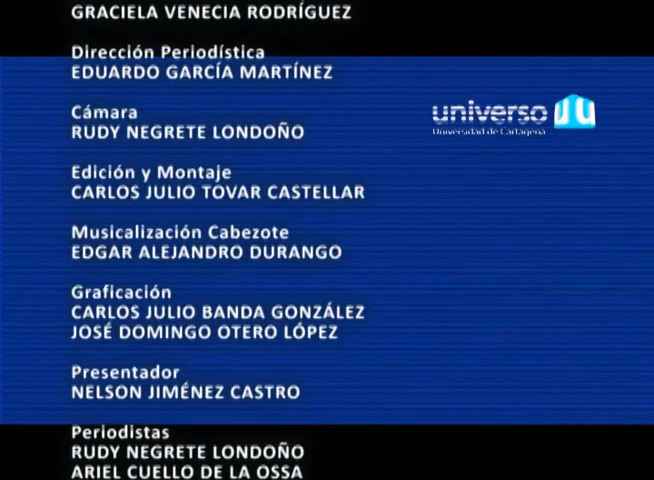 GRACIELA VENECIA RODRÍGUEZ
Dirección Periodística
EDUARDO GARCÍA MARTÍNEZ
Cámara
RUDY NEGRETE LONDOÑO
universo U
Universidad de Cartagena
Edición y Montaje
CARLOS JULIO TOVAR CASTELLAR
Musicalización Cabezote
EDGAR ALEJANDRO DURANGO
Graficación
CARLOS JULIO BANDA GONZÁLEZ
JOSÉ DOMINGO OTERO LÓPEZ
Presentador
NELSON JIMÉNEZ CASTRO
Periodistas
RUDY NEGRETE LONDOÑO
ARIEL CUELLO DE LA OSSA